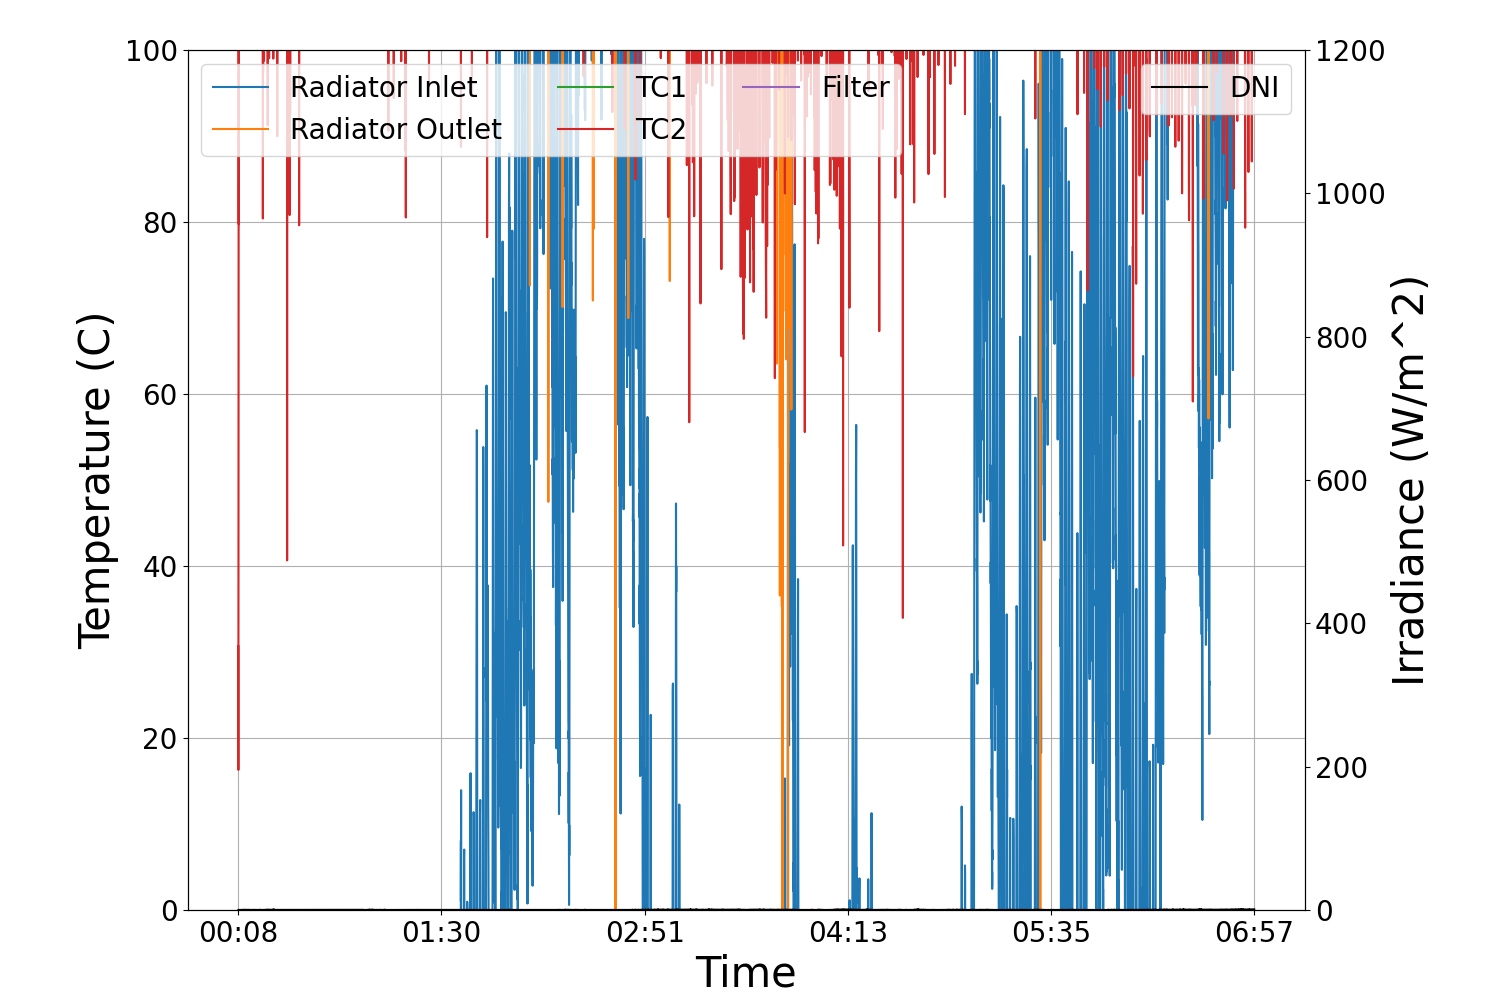 100
80
60
40
20
0
Temperature (C)
Radiator Inlet
Radiator Outlet
TC1
TC2
Filter
DNI
1200
1000
800
600
400
200
0
Irradiance (W/m^2)
00:08 01:30 02:51 04:13 05:35 06:57
Time